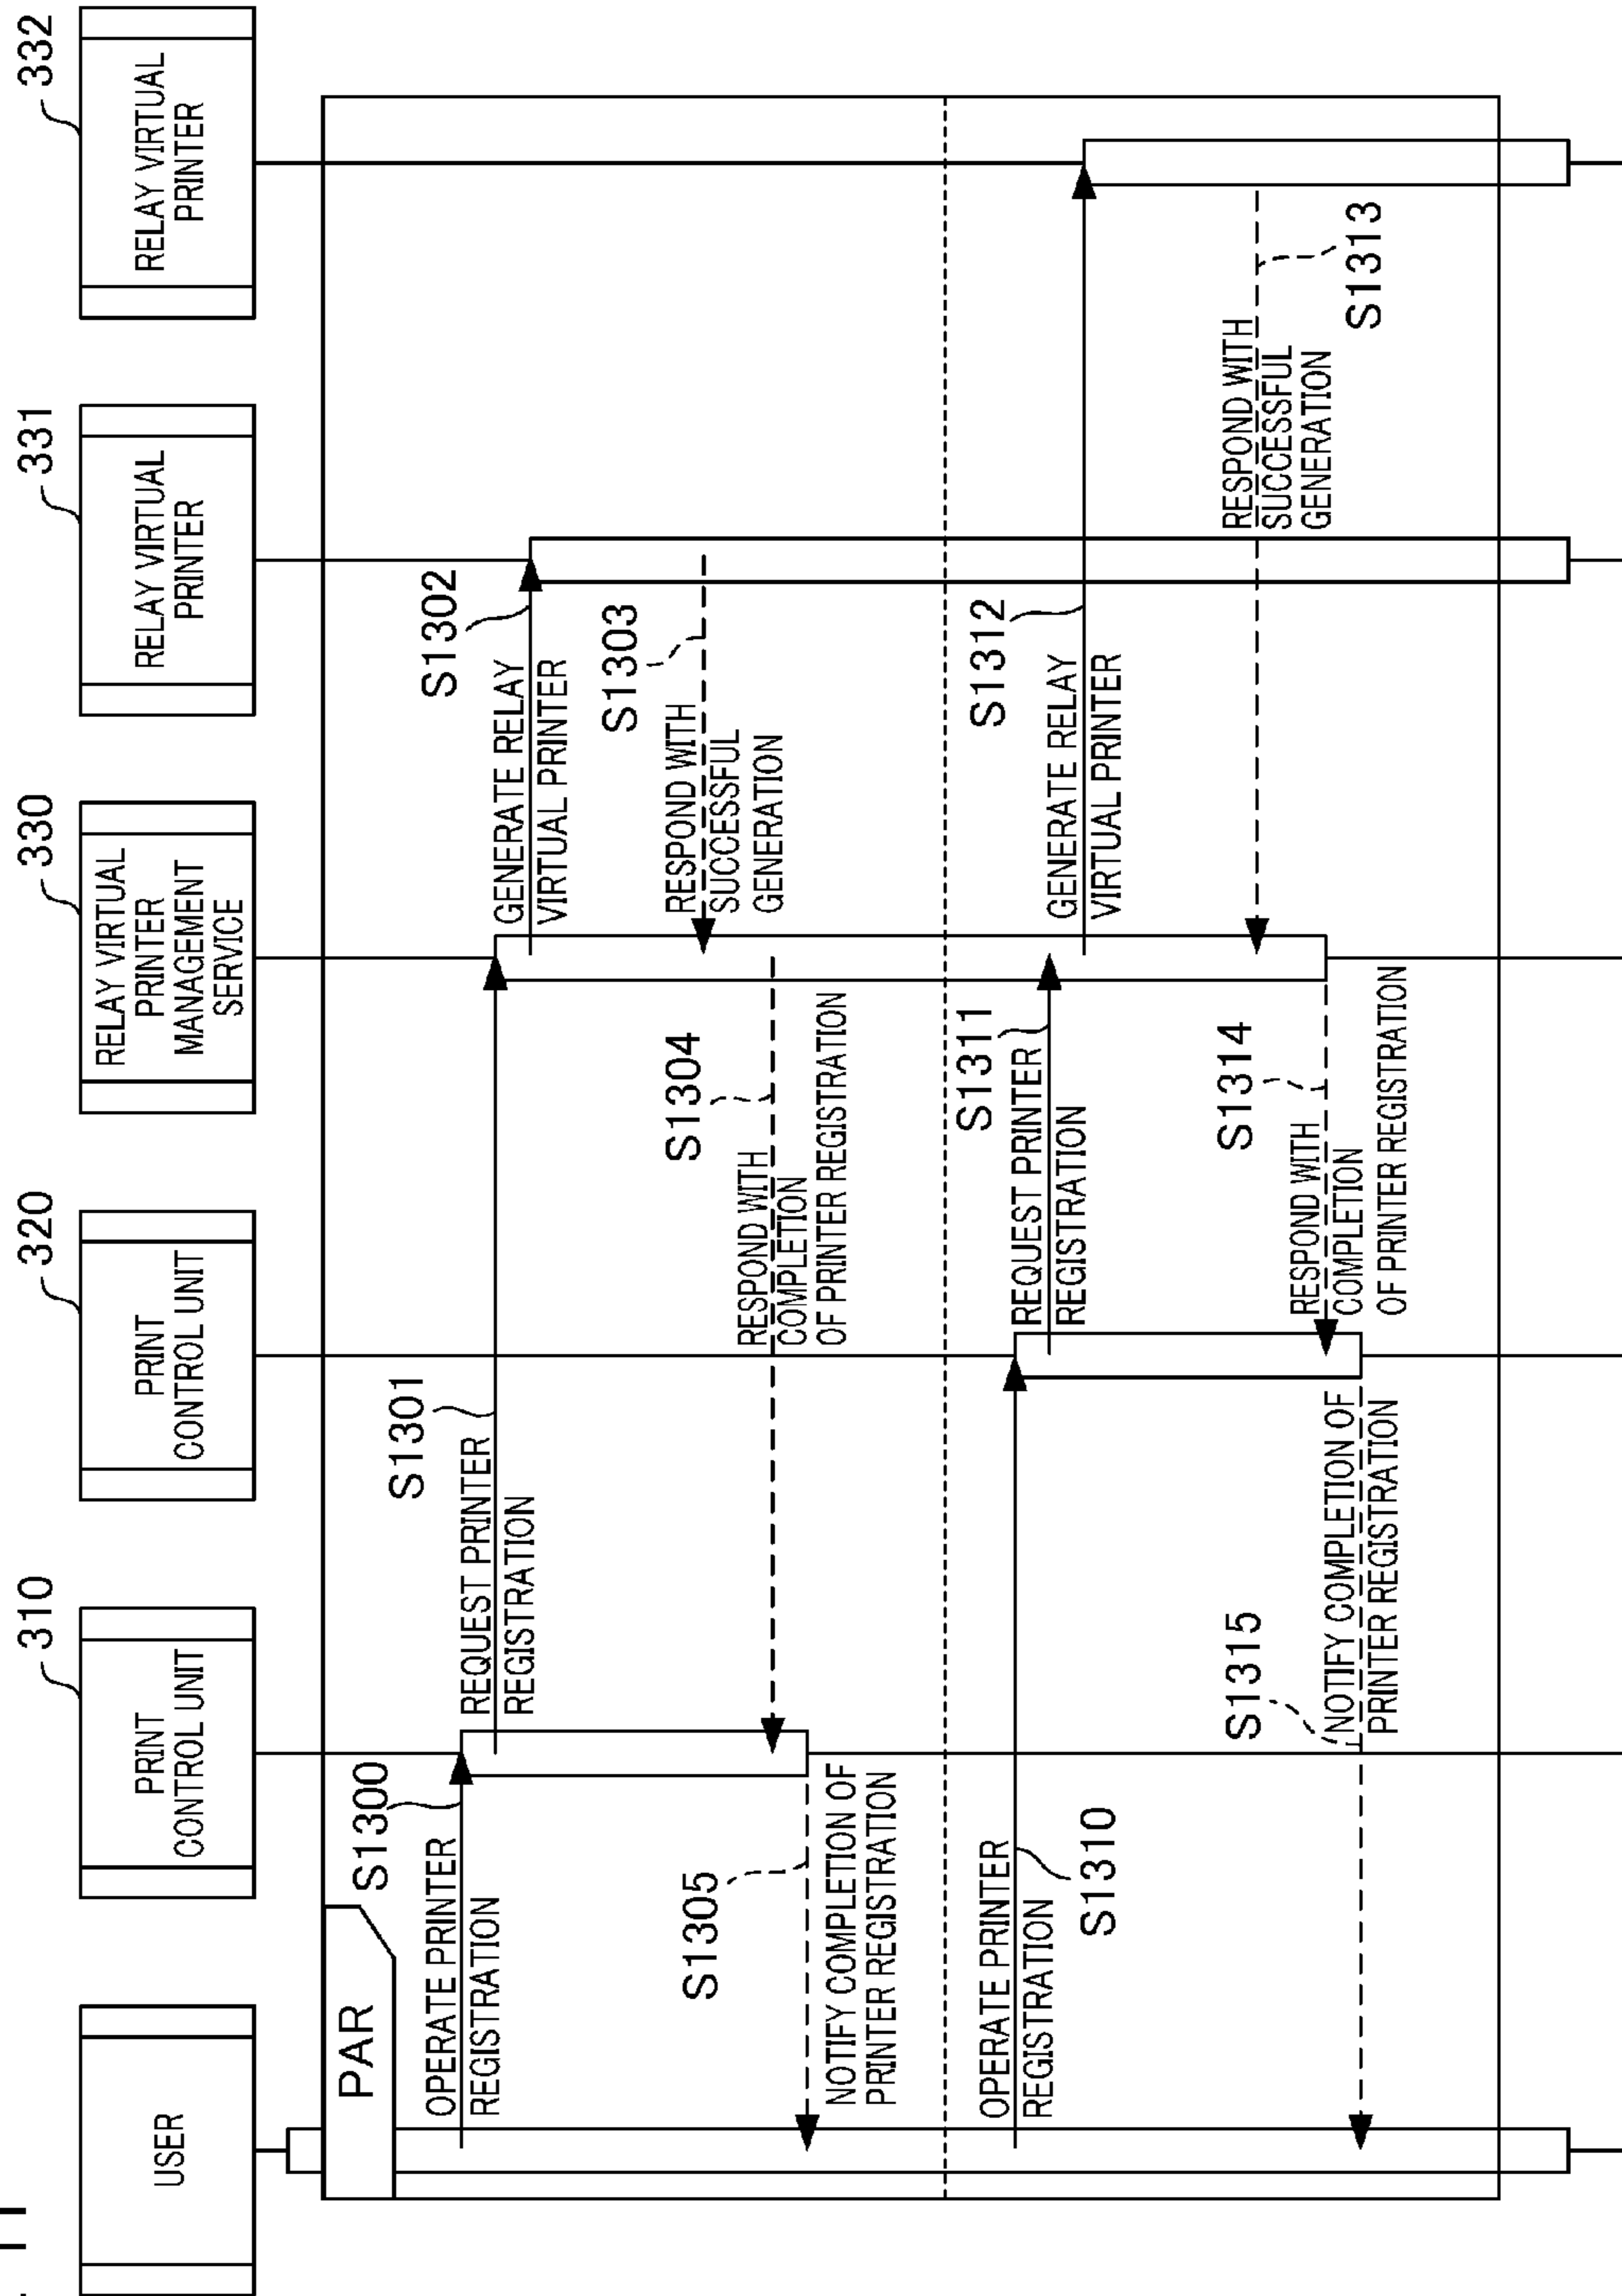 USER
PRINT
CONTROL UNIT
310
PRINT
CONTROL UNIT
320
RELAY VIRTUAL
PRINTER
MANAGEMENT
SERVICE
330
RELAY VIRTUAL
PRINTER
331
RELAY VIRTUAL
PRINTER
332
PAR
OPERATE PRINTER
REGISTRATION
S1300
REQUEST PRINTER
REGISTRATION
S1301
GENERATE RELAY
VIRTUAL PRINTER
S1302
RESPOND WITH
SUCCESSFUL
GENERATION
S1303
RESPOND WITH
COMPLETION
OF PRINTER REGISTRATION
S1304
S1305
NOTIFY COMPLETION OF
PRINTER REGISTRATION
OPERATE PRINTER
REGISTRATION
S1310
REQUEST PRINTER
REGISTRATION
S1311
GENERATE RELAY
VIRTUAL PRINTER
S1312
RESPOND WITH
SUCCESSFUL
GENERATION
S1313
RESPOND WITH
COMPLETION
OF PRINTER REGISTRATION
S1314
S1315
NOTIFY COMPLETION OF
PRINTER REGISTRATION